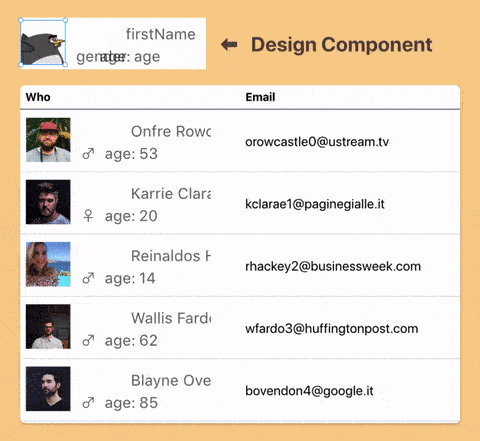 firstName
age: age
⬅ Design Component
Who Email
Onfre Rowc
♂ age: 53
orowcastle0@ustream.tv
Karrie Clara
♀ age: 20
kclarae1@paginegialle.it
Reinaldos H
♂ age: 14
rhackey2@businessweek.com
Wallis Farde
♂ age: 62
wfardo3@huffingtonpost.com
Blayne Ove
♂ age: 85
bovendon4@google.it